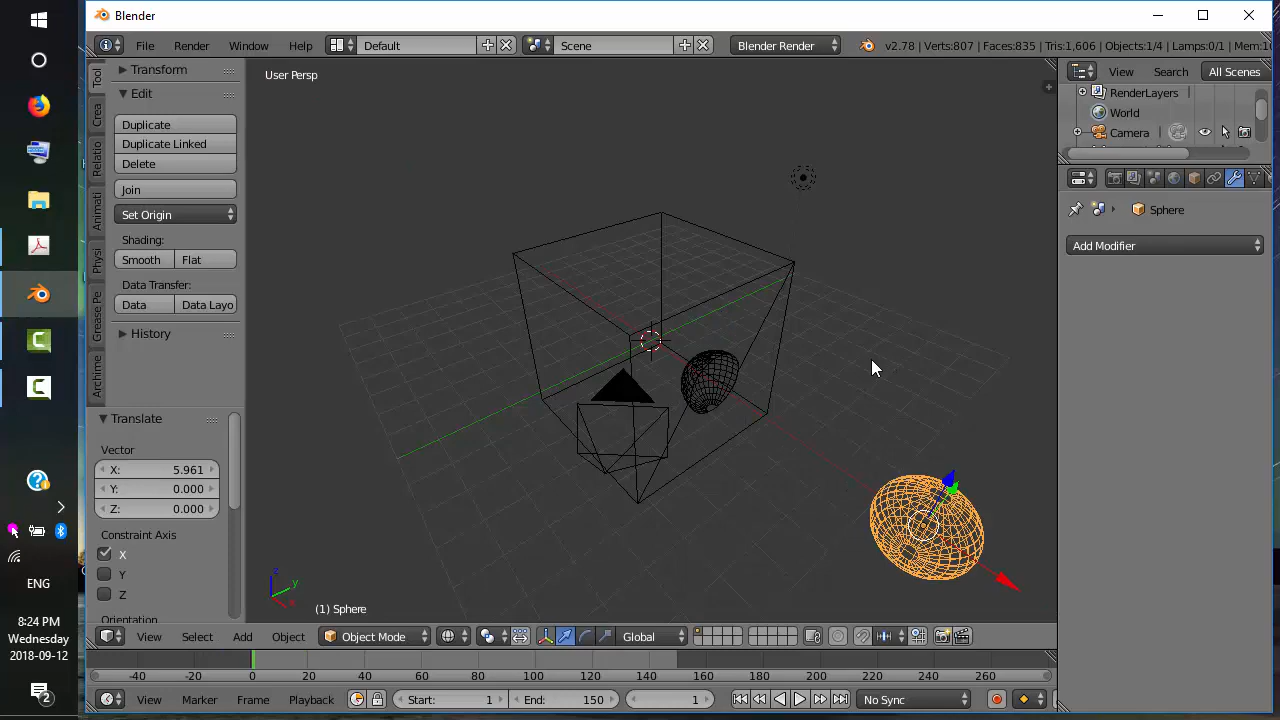 Blender
File
Render
Window
Help
Default
Scene
Blender Render
v2.78 | Verts:807 | Faces:835 | Tris:1,606 | Objects:1/4 | Lamps:0/1 | Mem:1
User Persp
Tool
Crea
Relatio
Animati
Physi
Grease Pe
Archime
Transform
Edit
Duplicate
Duplicate Linked
Delete
Join
Set Origin
Shading:
Smooth
Flat
Data Transfer:
Data
Data Layo
History
Translate
Vector
X: 5.961
Y: 0.000
Z: 0.000
Constraint Axis
X
Y
Z
Orientation
z
y
x
(1) Sphere
View
Search
All Scenes
RenderLayers
World
Camera
Sphere
Add Modifier
View
Select
Add
Object
Object Mode
Global
-40 -20 0 20 40 60 80 100 120 140 160 180 200 220 240 260
View
Marker
Frame
Playback
Start: 1
End: 150
1
No Sync
ENG
8:24 PM
Wednesday
2018-09-12
2